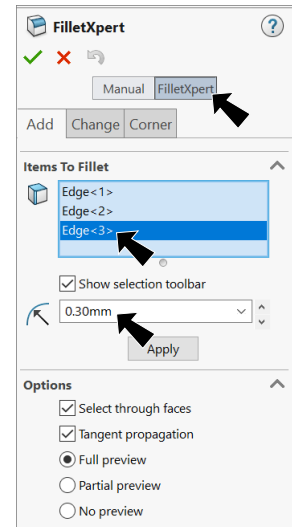 FilletXpert
Manual FilletXpert
Add Change Corner
Items To Fillet
Edge<1>
Edge<2>
Edge<3>
Show selection toolbar
0.30mm
Apply
Options
Select through faces
Tangent propagation
Full preview
Partial preview
No preview